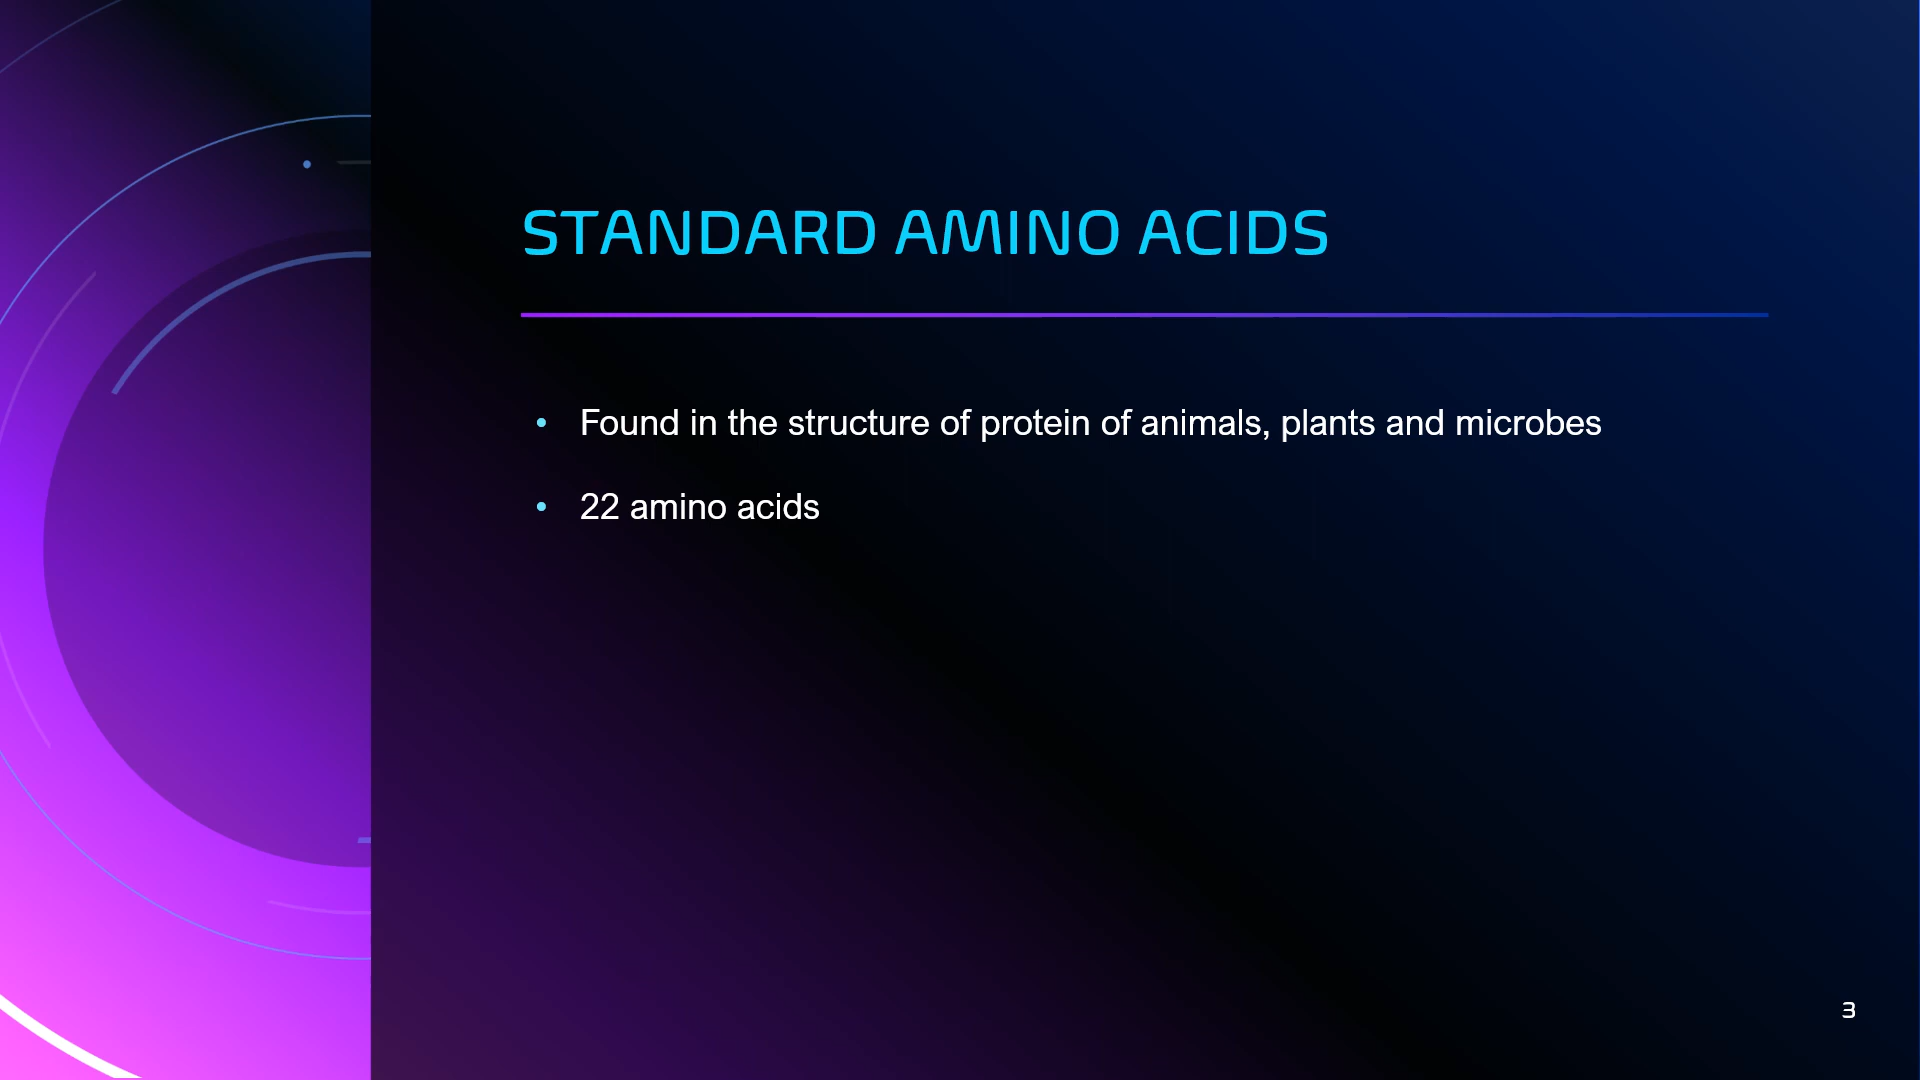 STANDARD AMINO ACIDS
• Found in the structure of protein of animals, plants and microbes
• 22 amino acids
3